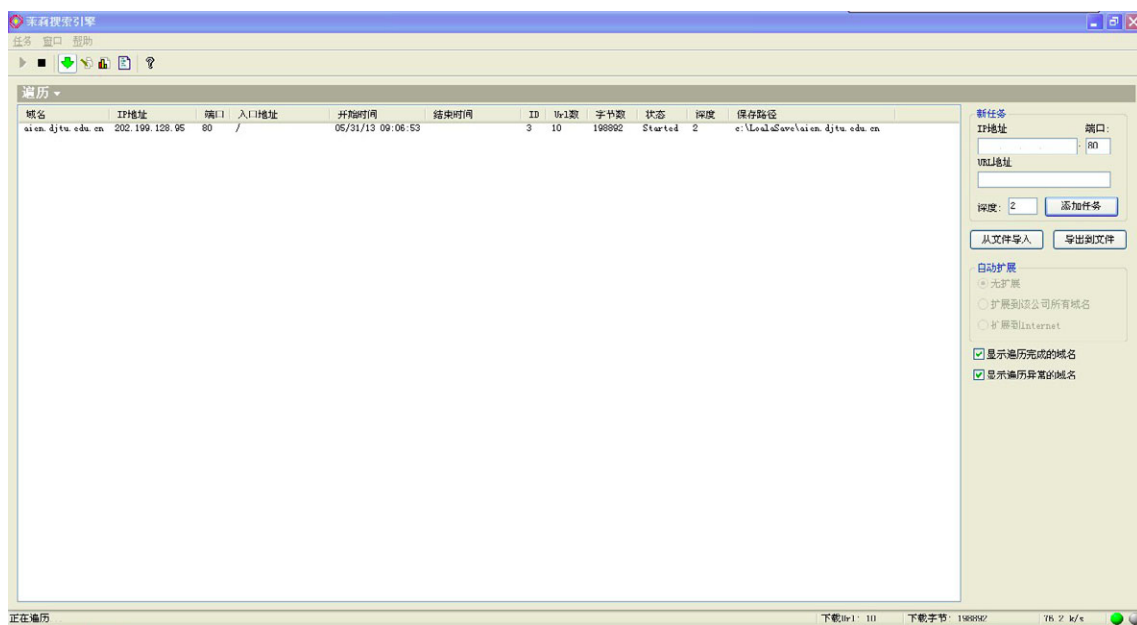 茉莉搜索引擎
任务 窗口 帮助
遍历
域名 IP地址 端口 入口地址 开始时间 结束时间 ID Url数 字节数 状态 深度 保存路径
aien.djtu.edu.cn 202.199.128.95 80 / 05/31/13 09:06:53 3 10 198892 Started 2 c:\LoalaSave\aien.djtu.edu.cn
新任务
IP地址 端口:
80
URL地址
深度: 2 添加任务
从文件导入 导出到文件
自动扩展
无扩展
扩展到该公司所有域名
扩展到Internet
显示遍历完成的域名
显示遍历异常的域名
正在遍历... 下载Url: 10 下载字节: 198892 76.2 k/s